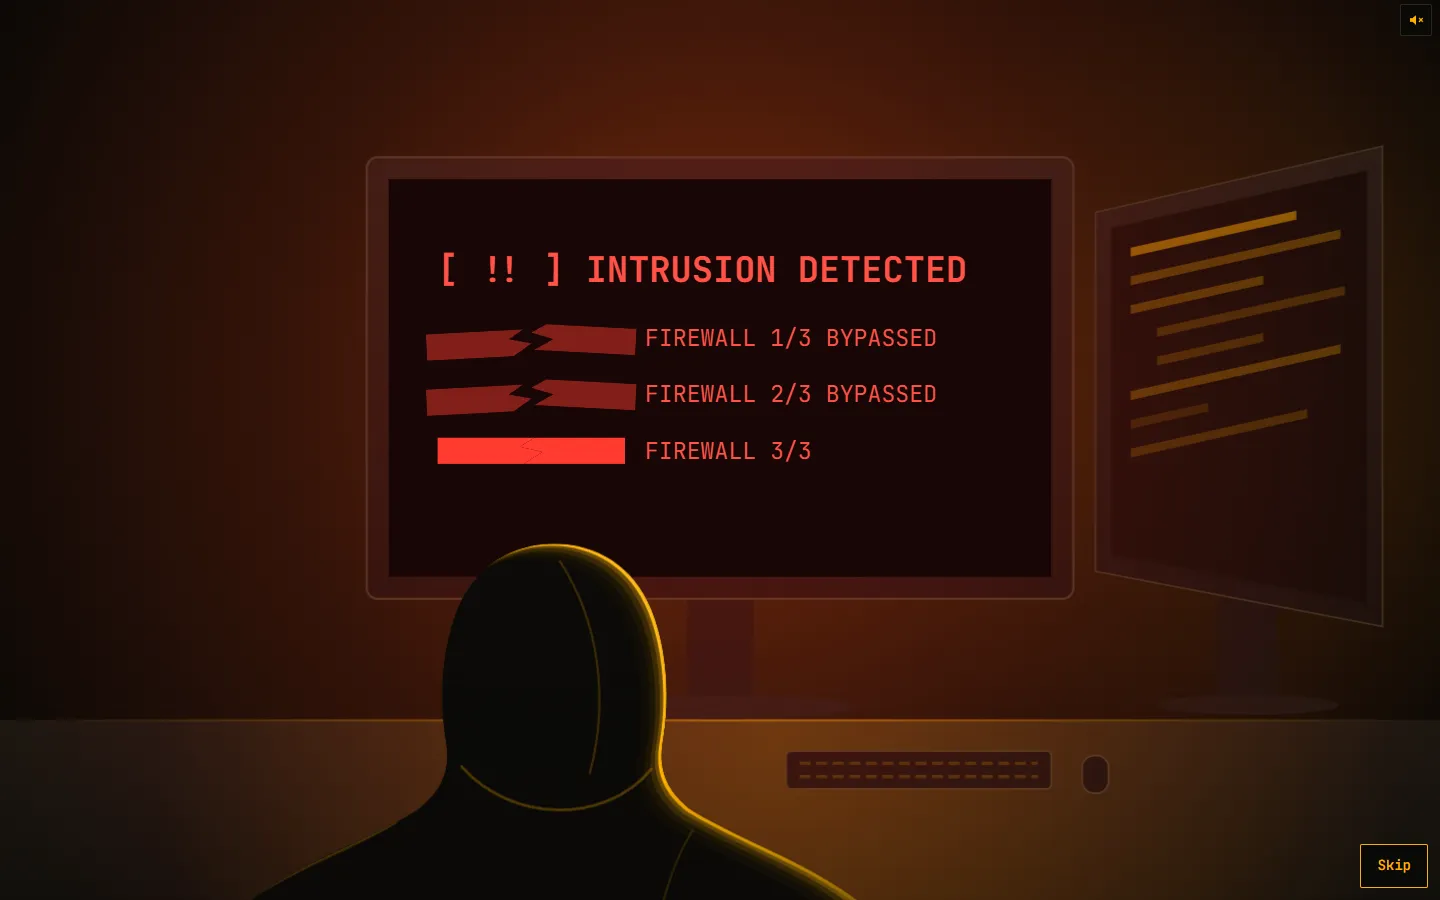 [ !! ] INTRUSION DETECTED
FIREWALL 1/3 BYPASSED
FIREWALL 2/3 BYPASSED
FIREWALL 3/3
Skip